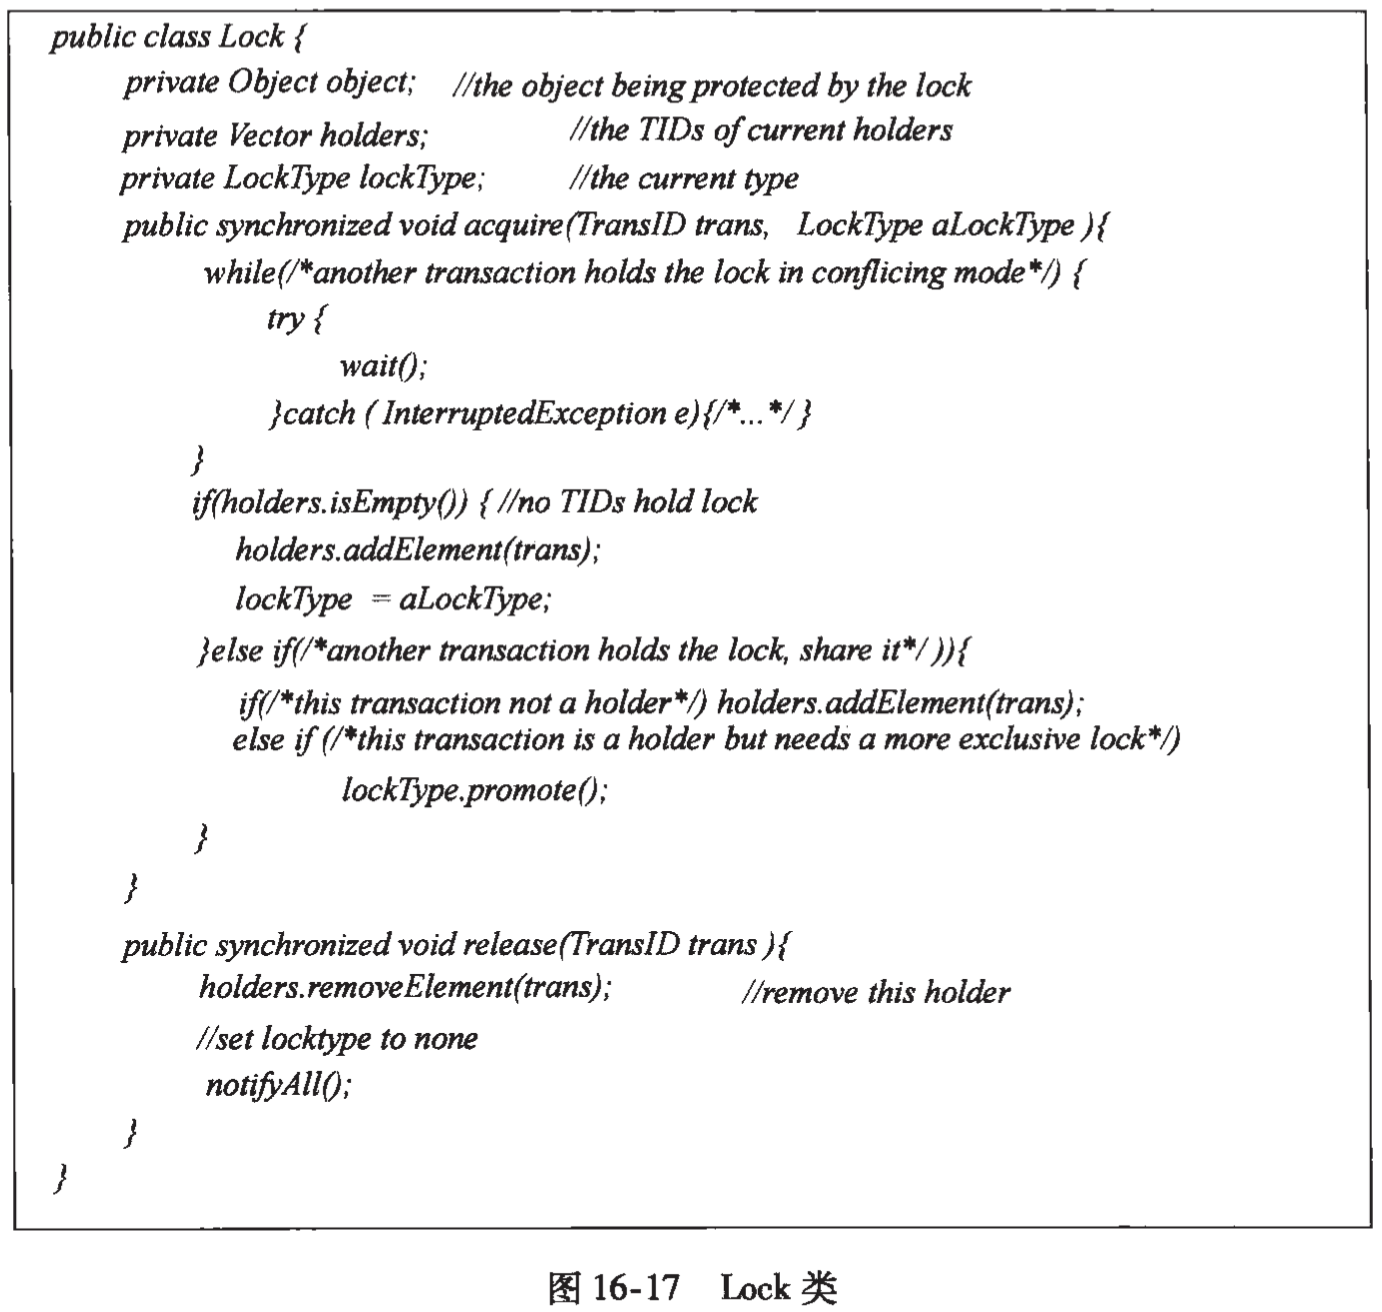 public class Lock {
private Object object; //the object being protected by the lock
private Vector holders; //the TIDs of current holders
private LockType lockType; //the current type
public synchronized void acquire(TransID trans, LockType aLockType ){
while(/*another transaction holds the lock in conflicing mode*/) {
try {
wait();
}catch ( InterruptedException e){/*...*/ }
}
if(holders.isEmpty()) { //no TIDs hold lock
holders.addElement(trans);
lockType = aLockType;
}else if(/*another transaction holds the lock, share it*/ )){
if(/*this transaction not a holder*/) holders.addElement(trans);
else if (/*this transaction is a holder but needs a more exclusive lock*/)
lockType.promote();
}
}
public synchronized void release(TransID trans ){
holders.removeElement(trans); //remove this holder
//set locktype to none
notifyAll();
}
}
图 16-17 Lock 类